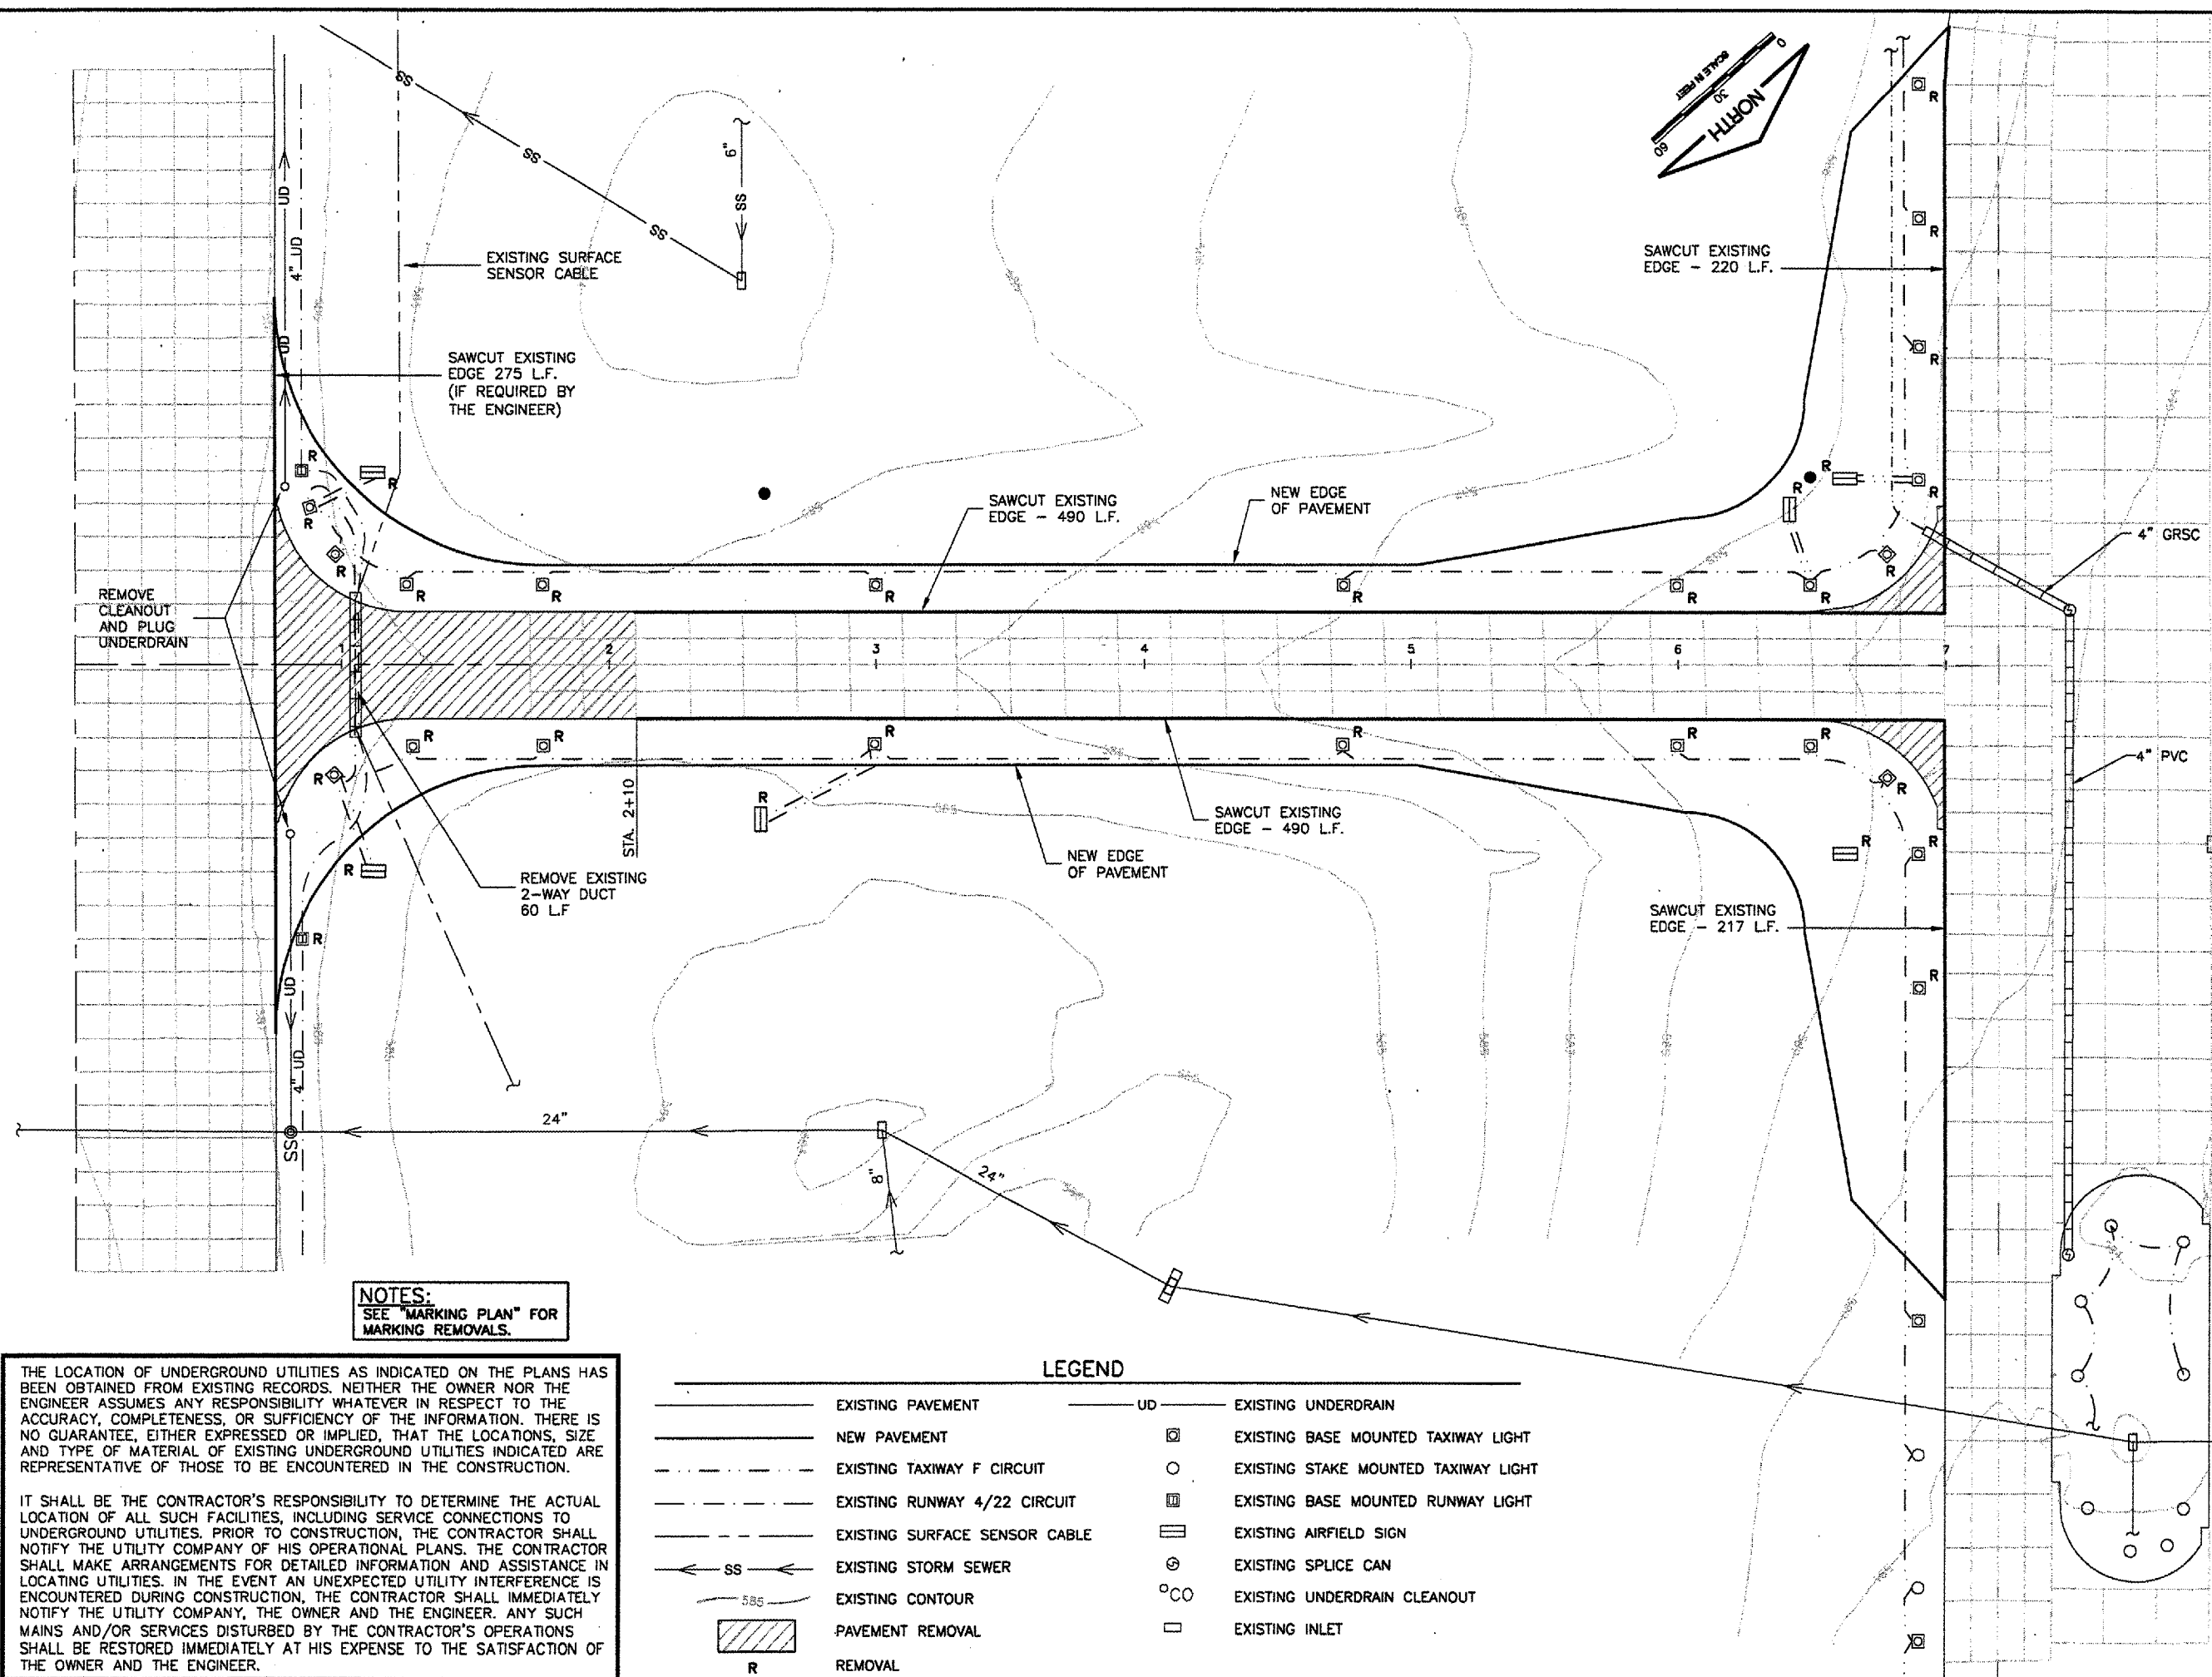 SS
SS
SS
6"
SS
UD
4" UD
UD
EXISTING SURFACE
SENSOR CABLE
SAWCUT EXISTING
EDGE 275 L.F.
(IF REQUIRED BY
THE ENGINEER)
0
SCALE IN FEET
30
60
NORTH
SAWCUT EXISTING
EDGE - 220 L.F.
R
R
R
R
R
R
R
R
R
R
SAWCUT EXISTING
EDGE - 490 L.F.
NEW EDGE
OF PAVEMENT
4" GRSC
R
R
R
R
R
R
R
REMOVE
CLEANOUT
AND PLUG
UNDERDRAIN
1
2
3
4
5
6
7
R
R
R
R
R
R
R
R
R
R
R
R
STA. 2+10
4" PVC
SAWCUT EXISTING
EDGE - 490 L.F.
NEW EDGE
OF PAVEMENT
REMOVE EXISTING
2-WAY DUCT
60 L.F
SAWCUT EXISTING
EDGE - 217 L.F.
R
R
UD
4" UD
SS
24"
8"
24"
585
NOTES:
SEE "MARKING PLAN" FOR
MARKING REMOVALS.
THE LOCATION OF UNDERGROUND UTILITIES AS INDICATED ON THE PLANS HAS
BEEN OBTAINED FROM EXISTING RECORDS. NEITHER THE OWNER NOR THE
ENGINEER ASSUMES ANY RESPONSIBILITY WHATEVER IN RESPECT TO THE
ACCURACY, COMPLETENESS, OR SUFFICIENCY OF THE INFORMATION. THERE IS
NO GUARANTEE, EITHER EXPRESSED OR IMPLIED, THAT THE LOCATIONS, SIZE
AND TYPE OF MATERIAL OF EXISTING UNDERGROUND UTILITIES INDICATED ARE
REPRESENTATIVE OF THOSE TO BE ENCOUNTERED IN THE CONSTRUCTION.
IT SHALL BE THE CONTRACTOR'S RESPONSIBILITY TO DETERMINE THE ACTUAL
LOCATION OF ALL SUCH FACILITIES, INCLUDING SERVICE CONNECTIONS TO
UNDERGROUND UTILITIES. PRIOR TO CONSTRUCTION, THE CONTRACTOR SHALL
NOTIFY THE UTILITY COMPANY OF HIS OPERATIONAL PLANS. THE CONTRACTOR
SHALL MAKE ARRANGEMENTS FOR DETAILED INFORMATION AND ASSISTANCE IN
LOCATING UTILITIES. IN THE EVENT AN UNEXPECTED UTILITY INTERFERENCE IS
ENCOUNTERED DURING CONSTRUCTION, THE CONTRACTOR SHALL IMMEDIATELY
NOTIFY THE UTILITY COMPANY, THE OWNER AND THE ENGINEER. ANY SUCH
MAINS AND/OR SERVICES DISTURBED BY THE CONTRACTOR'S OPERATIONS
SHALL BE RESTORED IMMEDIATELY AT HIS EXPENSE TO THE SATISFACTION OF
THE OWNER AND THE ENGINEER.
LEGEND
EXISTING PAVEMENT
NEW PAVEMENT
EXISTING TAXIWAY F CIRCUIT
EXISTING RUNWAY 4/22 CIRCUIT
EXISTING SURFACE SENSOR CABLE
SS EXISTING STORM SEWER
585 EXISTING CONTOUR
PAVEMENT REMOVAL
R REMOVAL
UD EXISTING UNDERDRAIN
EXISTING BASE MOUNTED TAXIWAY LIGHT
EXISTING STAKE MOUNTED TAXIWAY LIGHT
EXISTING BASE MOUNTED RUNWAY LIGHT
EXISTING AIRFIELD SIGN
S EXISTING SPLICE CAN
CO EXISTING UNDERDRAIN CLEANOUT
EXISTING INLET